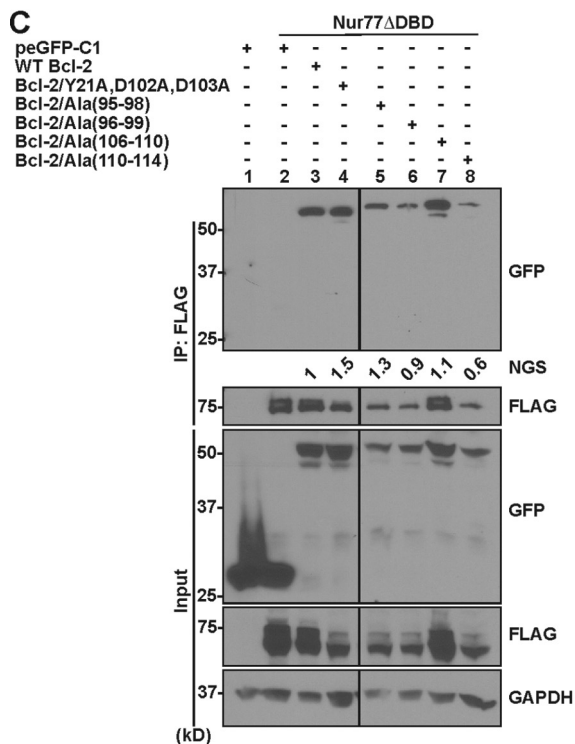 C
Nur77ΔDBD
peGFP-C1 + + - - - - - -
WT Bcl-2 - - + - - - - -
Bcl-2/Y21A,D102A,D103A - - - + - - - -
Bcl-2/Ala(95-98) - - - - + - - -
Bcl-2/Ala(96-99) - - - - - + - -
Bcl-2/Ala(106-110) - - - - - - + -
Bcl-2/Ala(110-114) - - - - - - - +
1 2 3 4 5 6 7 8
IP: FLAG
50-
37-
25-
GFP
1 1.5 1.3 0.9 1.1 0.6 NGS
75- FLAG
Input
50-
37-
25-
GFP
75- FLAG
37- GAPDH
(kD)